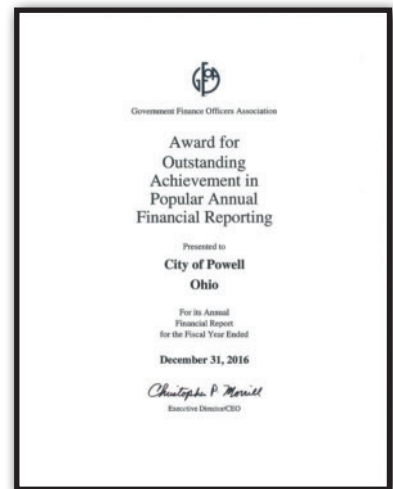 GFOA
Government Finance Officers Association
Award for
Outstanding
Achievement in
Popular Annual
Financial Reporting
Presented to
City of Powell
Ohio
For its Annual
Financial Report
for the Fiscal Year Ended
December 31, 2016
Christopher P. Morrill
Executive Director/CEO